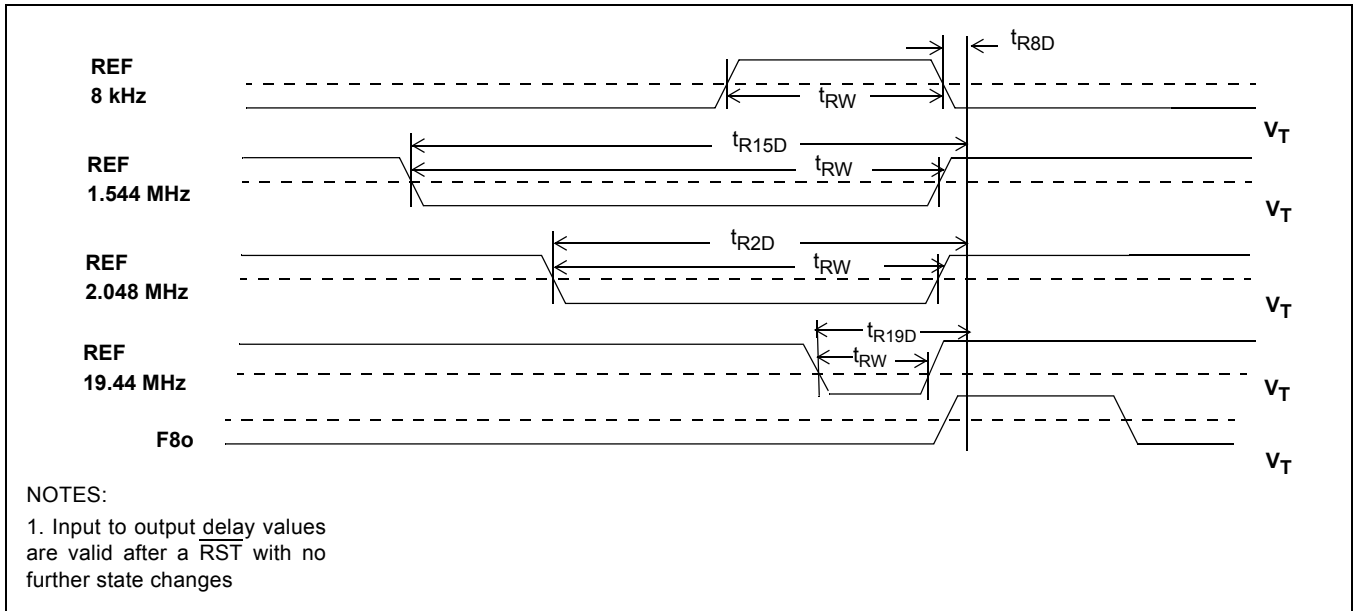 tR8D
REF
8 kHz
tRW
VT
tR15D
REF
1.544 MHz
tRW
VT
tR2D
REF
2.048 MHz
tRW
VT
tR19D
REF
19.44 MHz
tRW
VT
F8o
VT
NOTES:
1. Input to output delay values
are valid after a RST with no
further state changes